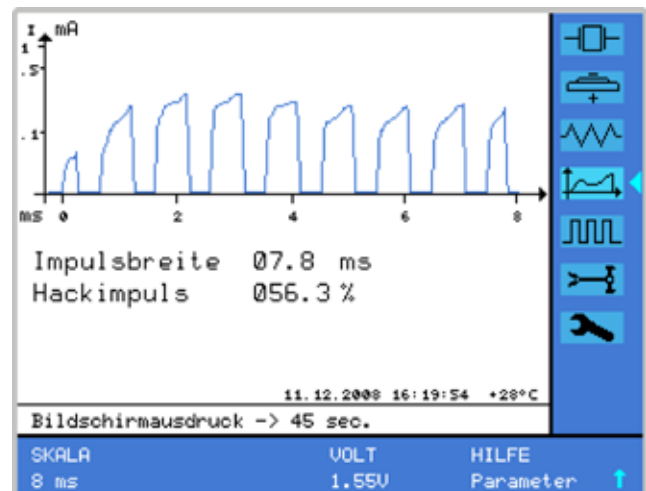 I mA
1
.5
.1
ms 0 2 4 6 8
Impulsbreite 07.8 ms
Hackimpuls 056.3 %
11.12.2008 16:19:54 +28°C
Bildschirmausdruck -> 45 sec.
SKALA VOLT HILFE
8 ms 1.55V Parameter ↑